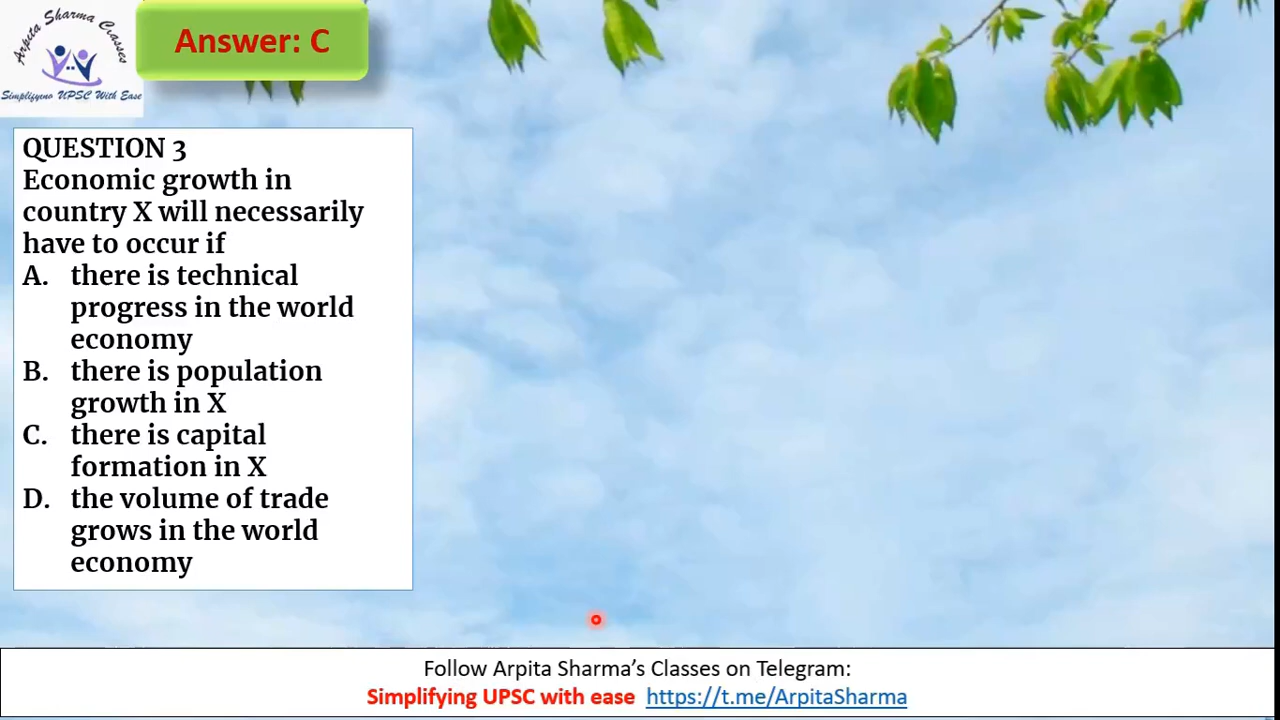 Arpita Sharma Classes
Simplifying UPSC With Ease
Answer: C
QUESTION 3
Economic growth in
country X will necessarily
have to occur if
A. there is technical
progress in the world
economy
B. there is population
growth in X
C. there is capital
formation in X
D. the volume of trade
grows in the world
economy
Follow Arpita Sharma’s Classes on Telegram:
Simplifying UPSC with ease https://t.me/ArpitaSharma